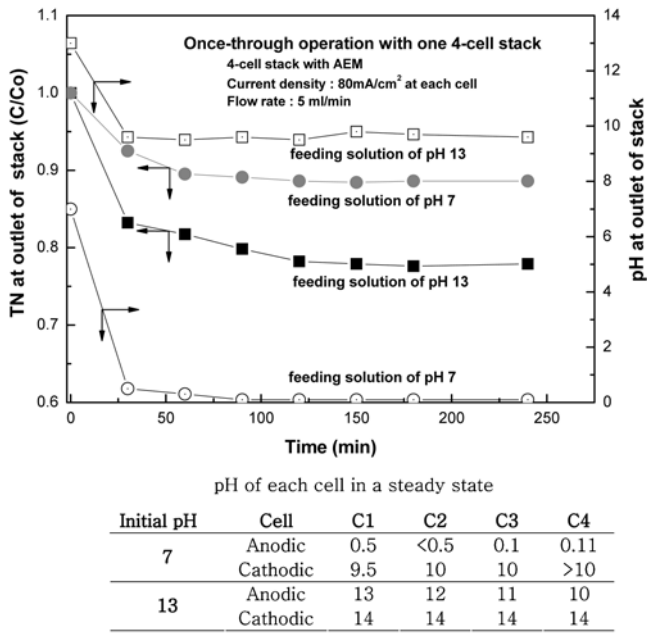 Once-through operation with one 4-cell stack
4-cell stack with AEM
Current density : 80mA/cm² at each cell
Flow rate : 5 ml/min
TN at outlet of stack (C/Co)
1.1
1.0
0.9
0.8
0.7
0.6
feeding solution of pH 13
feeding solution of pH 7
feeding solution of pH 13
feeding solution of pH 7
14
12
10
8
6
4
2
0
pH at outlet of stack
0 50 100 150 200 250
Time (min)
pH of each cell in a steady state
Initial pH Cell C1 C2 C3 C4
7
Anodic 0.5 <0.5 0.1 0.11
Cathodic 9.5 10 10 >10
13
Anodic 13 12 11 10
Cathodic 14 14 14 14